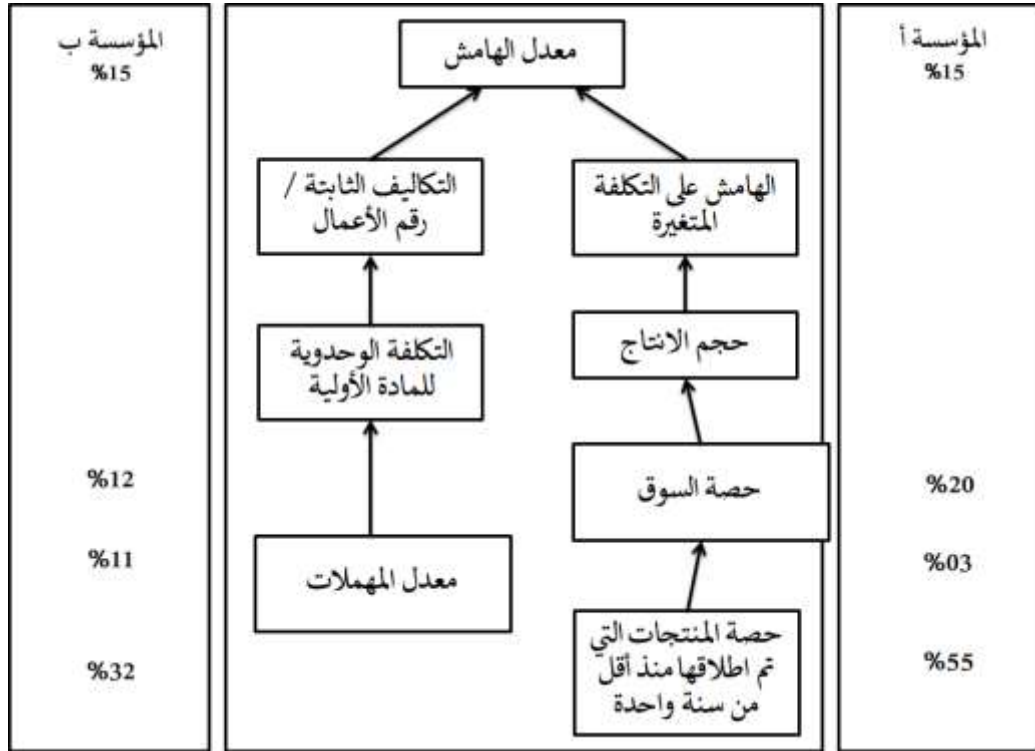 المؤسسة أ
%15
%20
%03
%55
معدل الهامش
الهامش على التكلفة
المتغيرة
التكاليف الثابتة /
رقم الأعمال
حجم الانتاج
التكلفة الوحدوية
للمادة الأولية
حصة السوق
معدل المهملات
حصة المنتجات التي
تم اطلاقها منذ أقل
من سنة واحدة
المؤسسة ب
%15
%12
%11
%32